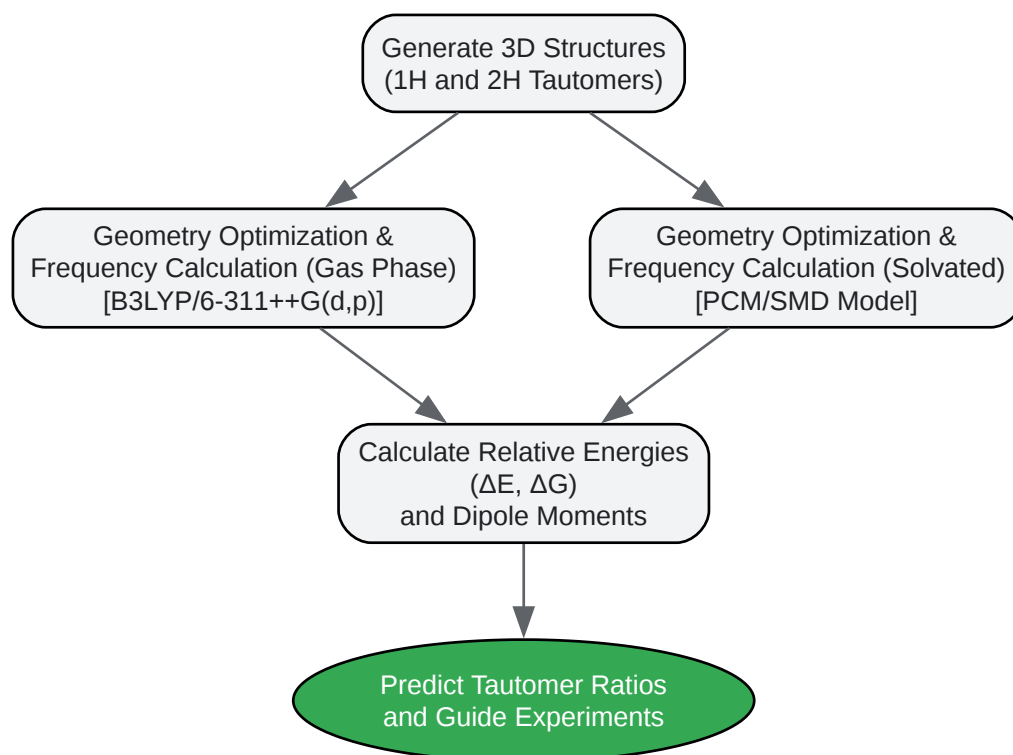 Generate 3D Structures
(1H and 2H Tautomers)
Geometry Optimization &
Frequency Calculation (Gas Phase)
[B3LYP/6-311++G(d,p)]
Geometry Optimization &
Frequency Calculation (Solvated)
[PCM/SMD Model]
Calculate Relative Energies
(ΔE, ΔG)
and Dipole Moments
Predict Tautomer Ratios
and Guide Experiments